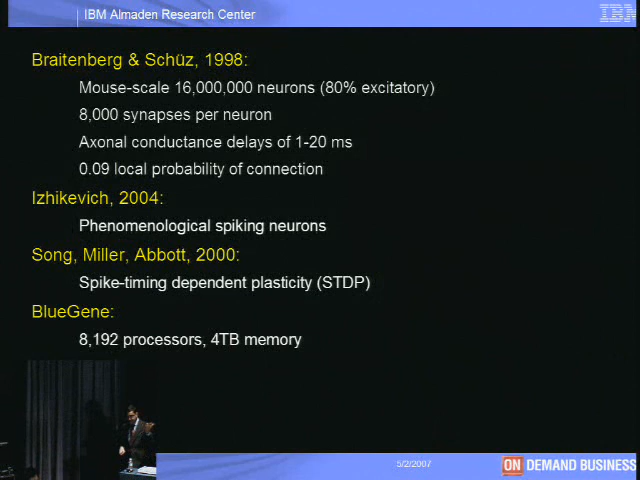 IBM Almaden Research Center
IBM
Braitenberg & Schüz, 1998:
Mouse-scale 16,000,000 neurons (80% excitatory)
8,000 synapses per neuron
Axonal conductance delays of 1-20 ms
0.09 local probability of connection
Izhikevich, 2004:
Phenomenological spiking neurons
Song, Miller, Abbott, 2000:
Spike-timing dependent plasticity (STDP)
BlueGene:
8,192 processors, 4TB memory
5/2/2007
ON DEMAND BUSINESS